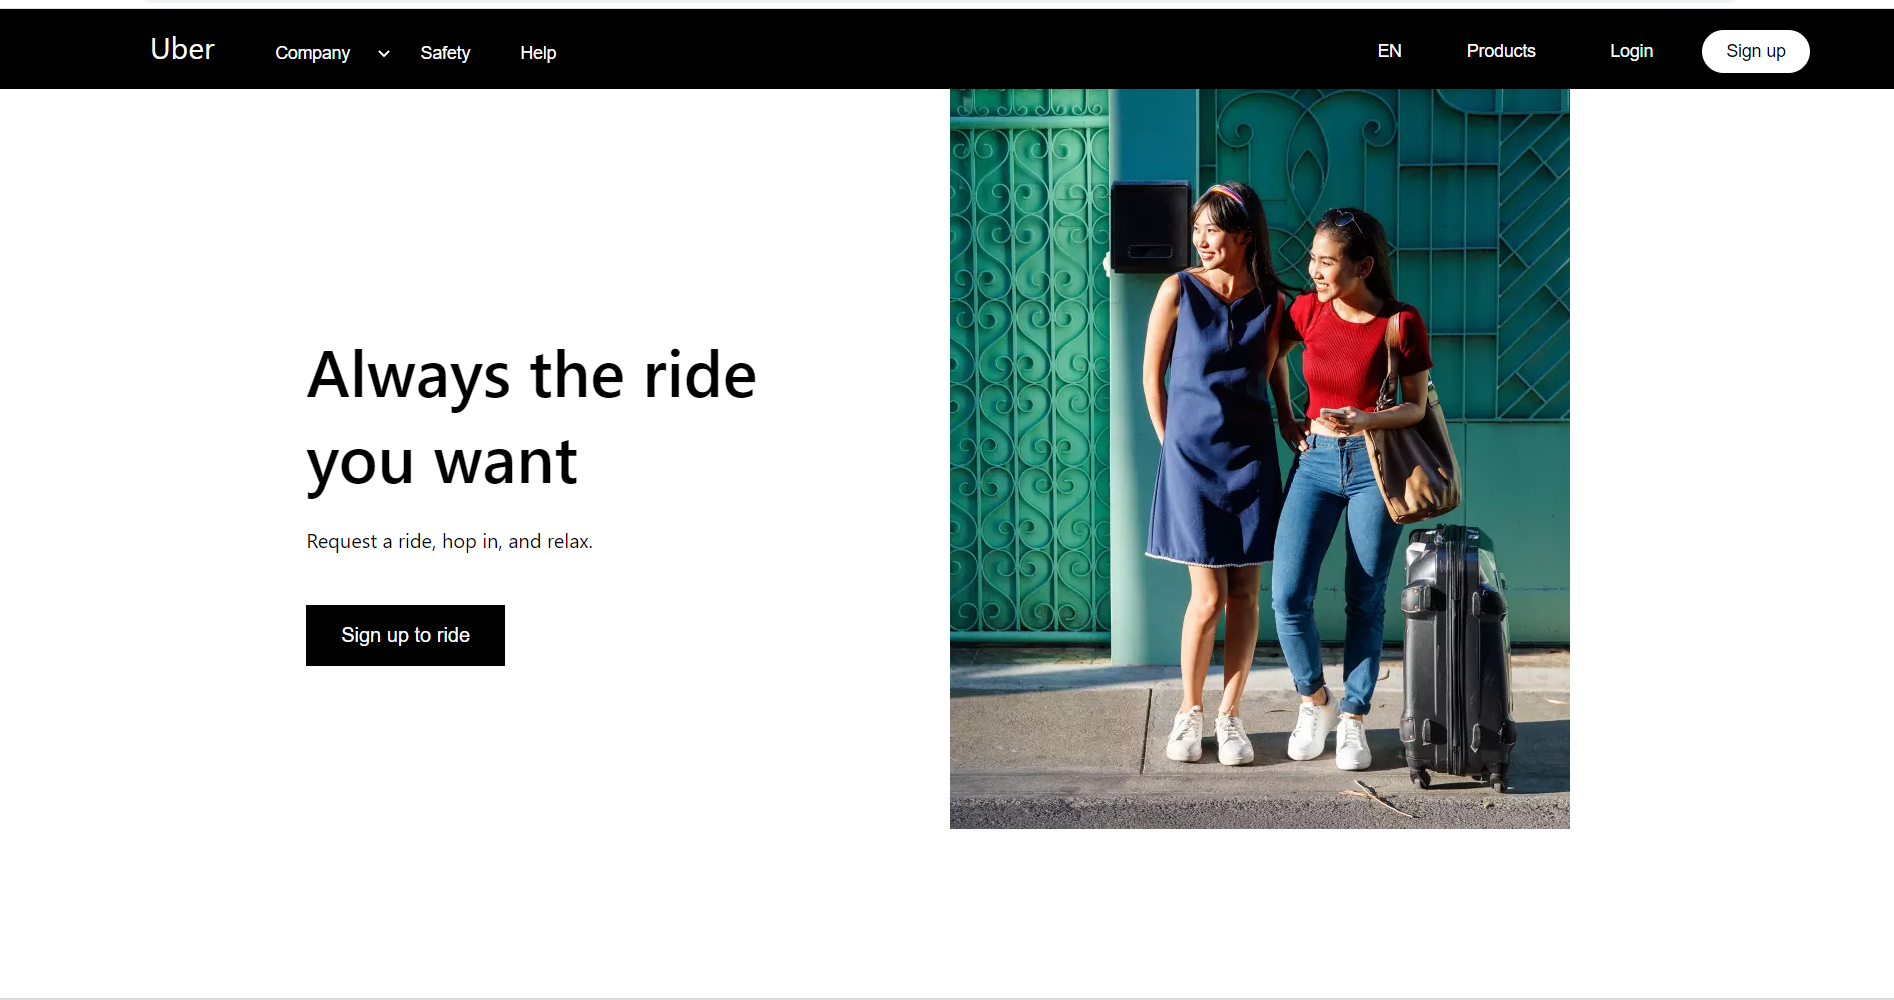 Uber Company Safety Help EN Products Login Sign up
Always the ride
you want
Request a ride, hop in, and relax.
Sign up to ride